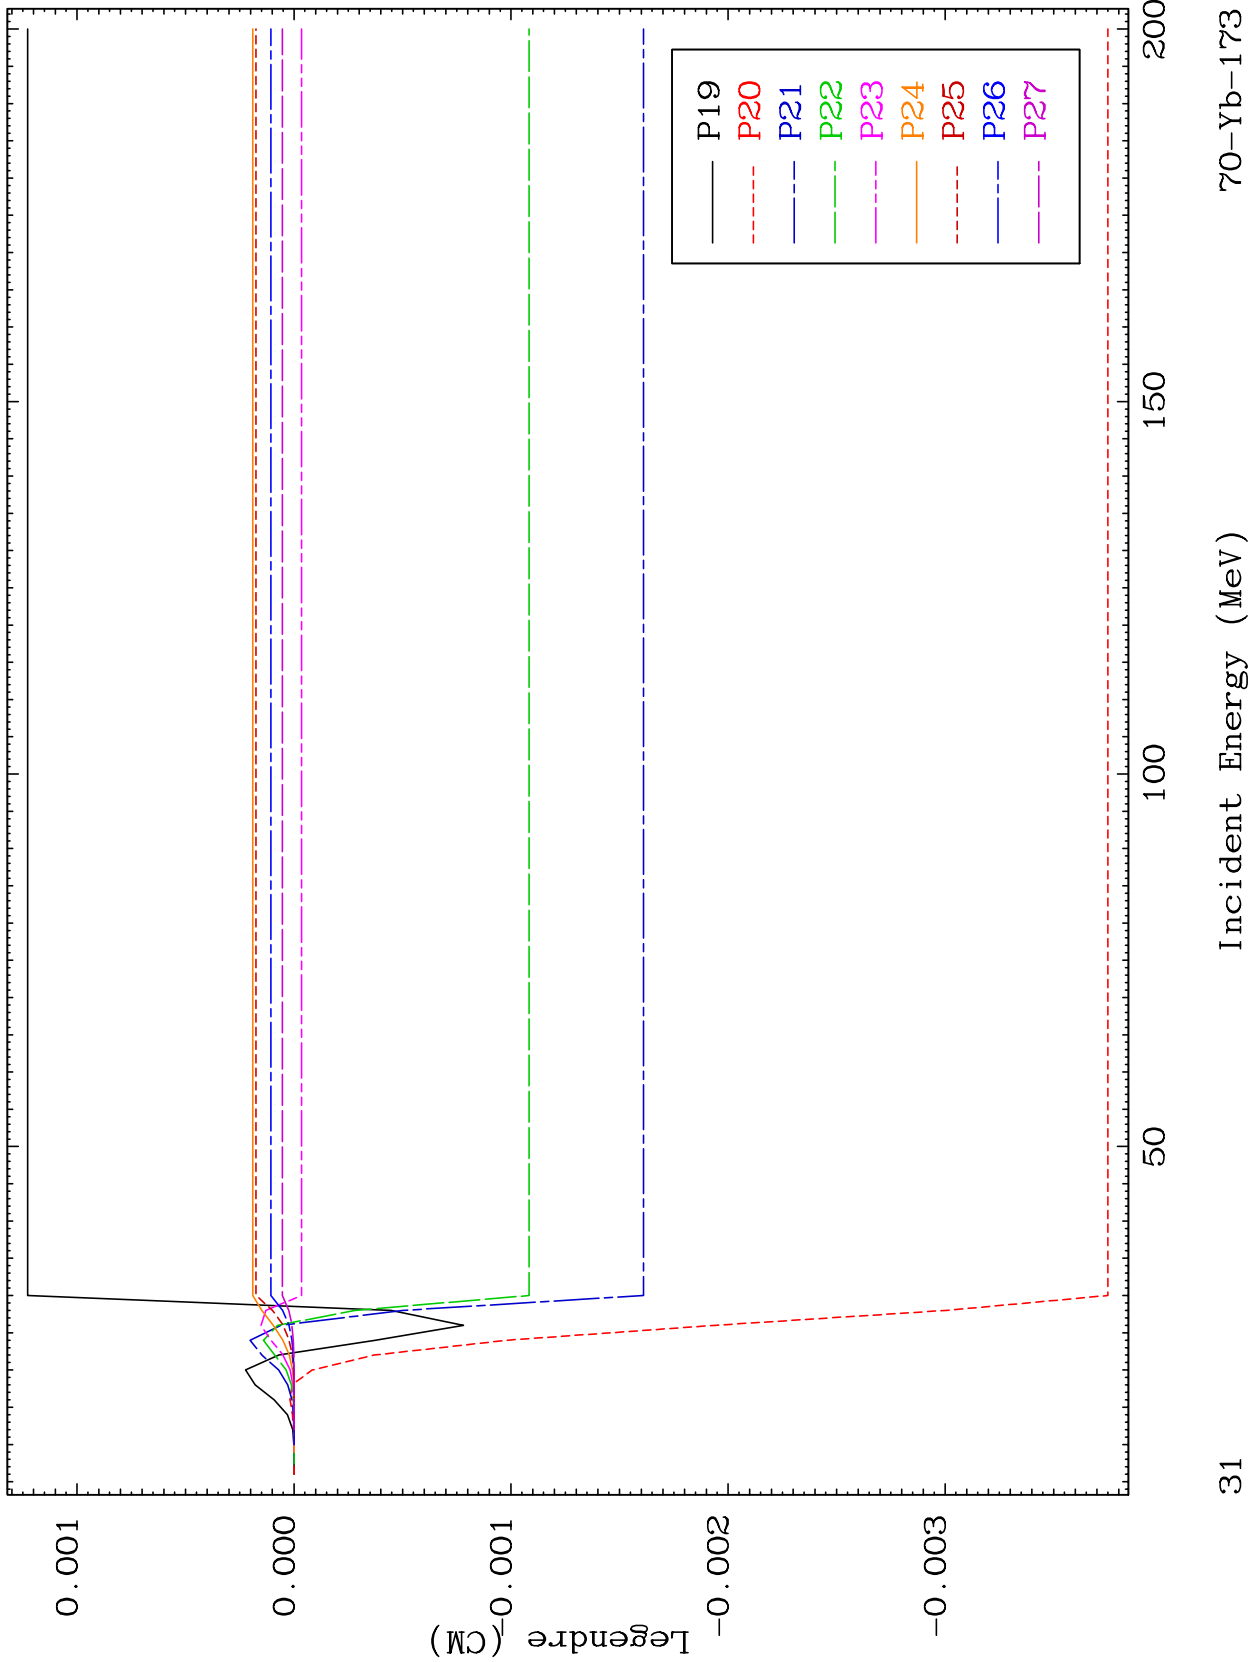 Legendre (CM)
0.001
0.000
-0.001
-0.002
-0.003
P19
P20
P21
P22
P23
P24
P25
P26
P27
50
100
150
200
31
Incident Energy (MeV)
70-Yb-173